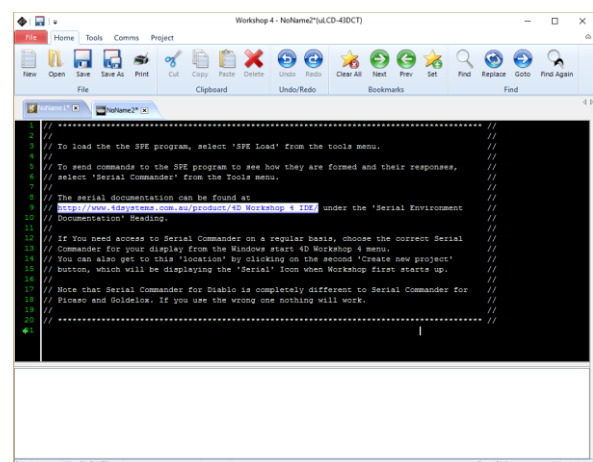 Workshop 4 - NoName2*(uLCD-43DCT)
File Home Tools Comms Project
New Open Save Save As Print Cut Copy Paste Delete Undo Redo Clear All Next Prev Set Find Replace Goto Find Again
File Clipboard Undo/Redo Bookmarks Find
NoName1* NoName2*
1 // ************************************************************************************* //
2 // //
3 // To load the the SPE program, select 'SPE Load' from the tools menu. //
4 // //
5 // To send commands to the SPE program to see how they are formed and their responses, //
6 // select 'Serial Commander' from the Tools menu. //
7 // //
8 // The serial documentation can be found at //
9 // http://www.4dsystems.com.au/product/4D Workshop 4 IDE/ under the 'Serial Environment //
10 // Documentation' Heading. //
11 // //
12 // If You need access to Serial Commander on a regular basis, choose the correct Serial //
13 // Commander for your display from the Windows start 4D Workshop 4 menu. //
14 // You can also get to this 'location' by clicking on the second 'Create new project' //
15 // button, which will be displaying the 'Serial' Icon when Workshop first starts up. //
16 // //
17 // Note that Serial Commander for Diablo is completely different to Serial Commander for //
18 // Picaso and Goldelox. If you use the wrong one nothing will work. //
19 // //
20 // ************************************************************************************* //
21